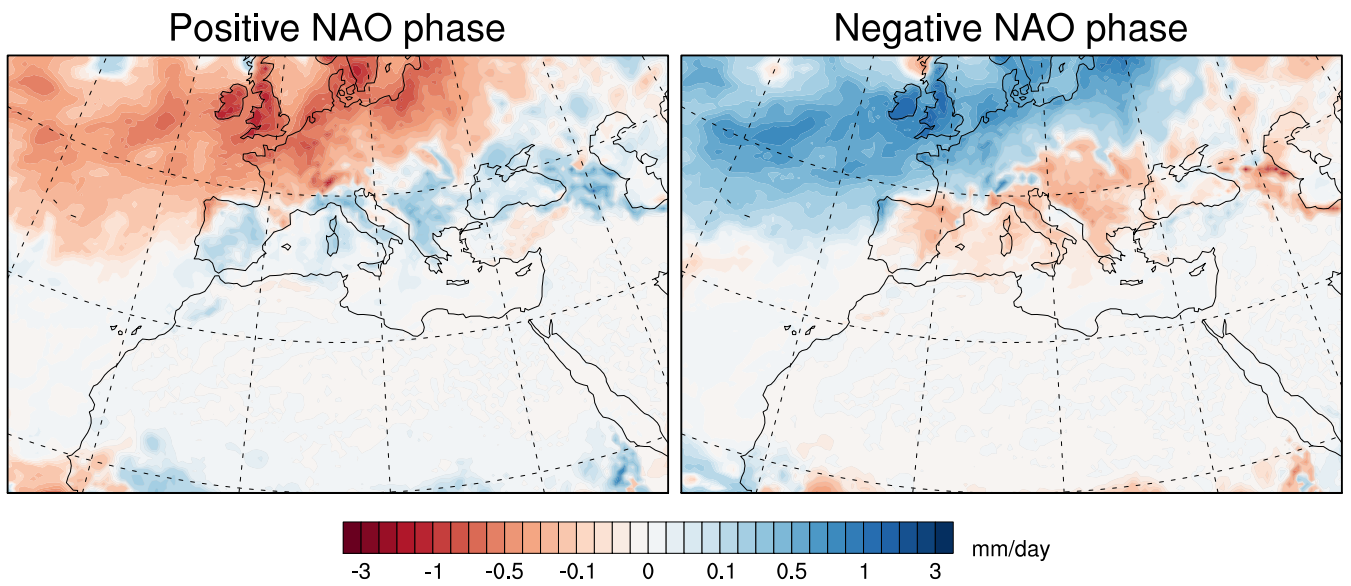 Positive NAO phase
Negative NAO phase
-3 -1 -0.5 -0.1 0 0.1 0.5 1 3 mm/day